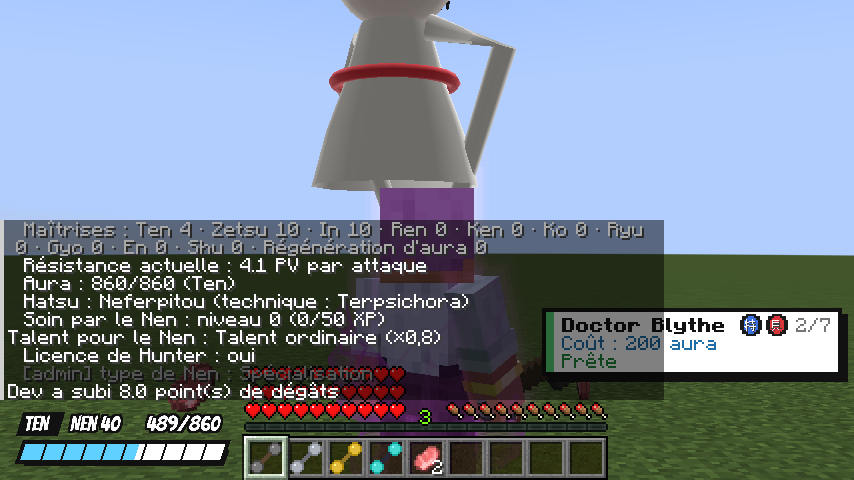 Maîtrises : Ten 4 · Zetsu 10 · In 10 · Ren 0 · Ken 0 · Ko 0 · Ryu
0 · Gyo 0 · En 0 · Shu 0 · Régénération d'aura 0
Résistance actuelle : 4.1 PV par attaque
Aura : 860/860 (Ten)
Hatsu : Neferpitou (technique : Terpsichora)
Soin par le Nen : niveau 0 (0/50 XP)
Talent pour le Nen : Talent ordinaire (×0,8)
Licence de Hunter : oui
[admin] type de Nen : Spécialisation
Dev a subi 8.0 point(s) de dégâts
Doctor Blythe 2/7
Coût : 200 aura
Prête
TEN NEN 40 489/860
3
2